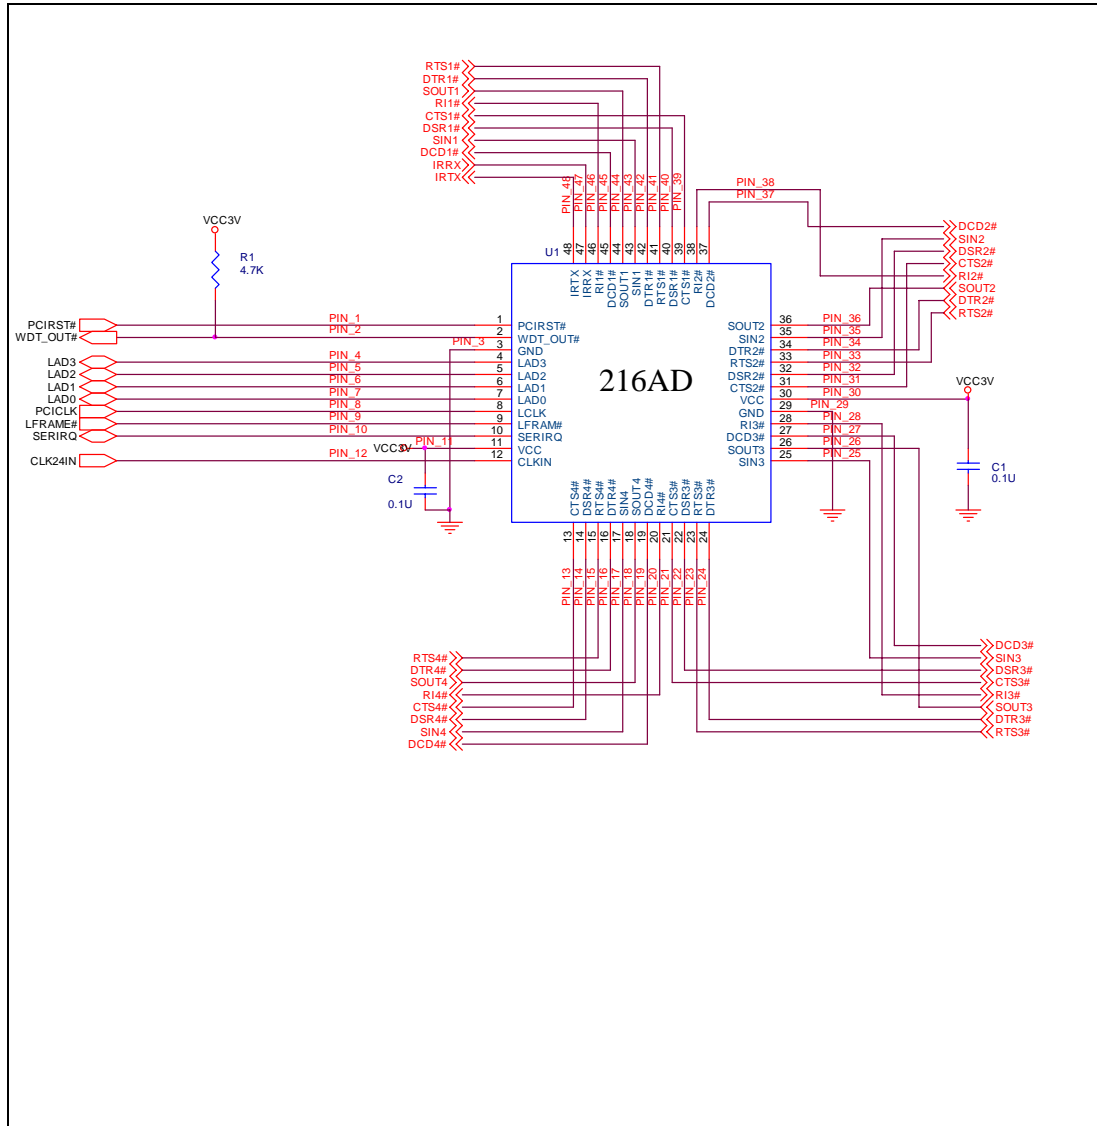 RTS1#
DTR1#
SOUT1
RI1#
CTS1#
DSR1#
SIN1
DCD1#
IRRX
IRTX
PIN_48
PIN_47
PIN_46
PIN_45
PIN_44
PIN_43
PIN_42
PIN_41
PIN_40
PIN_39
PIN_38
PIN_37
DCD2#
SIN2
DSR2#
CTS2#
RI2#
SOUT2
DTR2#
RTS2#
VCC3V
R1
4.7K
U1
48
47
46
45
44
43
42
41
40
39
38
37
IRTX
IRRX
RI1#
DCD1#
SOUT1
SIN1
DTR1#
RTS1#
DSR1#
CTS1#
RI2#
DCD2#
PCIRST# PIN_1 1 PCIRST#
WDT_OUT# PIN_2 2 WDT_OUT#
PIN_3 3 GND
LAD3 PIN_4 4 LAD3
LAD2 PIN_5 5 LAD2
LAD1 PIN_6 6 LAD1
LAD0 PIN_7 7 LAD0
PCICLK PIN_8 8 LCLK
LFRAME# PIN_9 9 LFRAM#
SERIRQ PIN_10 10 SERIRQ
VCC3V PIN_11 11 VCC
CLK24IN PIN_12 12 CLKIN
216AD
SOUT2 36 PIN_36
SIN2 35 PIN_35
DTR2# 34 PIN_34
RTS2# 33 PIN_33
DSR2# 32 PIN_32
CTS2# 31 PIN_31
VCC 30 PIN_30
GND 29 PIN_29
RI3# 28 PIN_28
DCD3# 27 PIN_27
SOUT3 26 PIN_26
SIN3 25 PIN_25
VCC3V
C1
0.1U
C2
0.1U
CTS4#
DSR4#
RTS4#
DTR4#
SIN4
SOUT4
DCD4#
RI4#
CTS3#
DSR3#
RTS3#
DTR3#
13
14
15
16
17
18
19
20
21
22
23
24
PIN_13
PIN_14
PIN_15
PIN_16
PIN_17
PIN_18
PIN_19
PIN_20
PIN_21
PIN_22
PIN_23
PIN_24
RTS4#
DTR4#
SOUT4
RI4#
CTS4#
DSR4#
SIN4
DCD4#
DCD3#
SIN3
DSR3#
CTS3#
RI3#
SOUT3
DTR3#
RTS3#